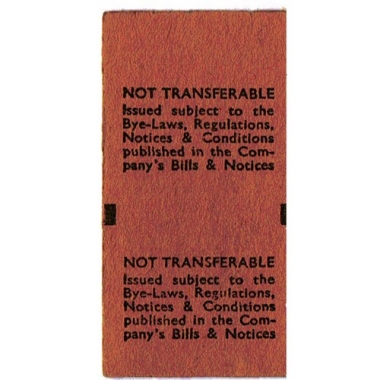 NOT TRANSFERABLE
Issued subject to the
Bye-Laws, Regulations,
Notices & Conditions
published in the Com-
pany's Bills & Notices
NOT TRANSFERABLE
Issued subject to the
Bye-Laws, Regulations,
Notices & Conditions
published in the Com-
pany's Bills & Notices